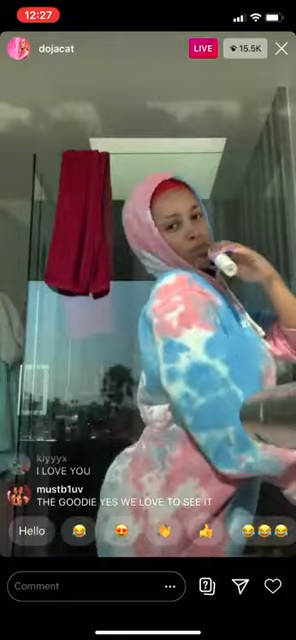 12:27
dojacat
LIVE
15.5K
kiyyyx
I LOVE YOU
mustb1uv
THE GOODIE YES WE LOVE TO SEE IT
Hello
Comment